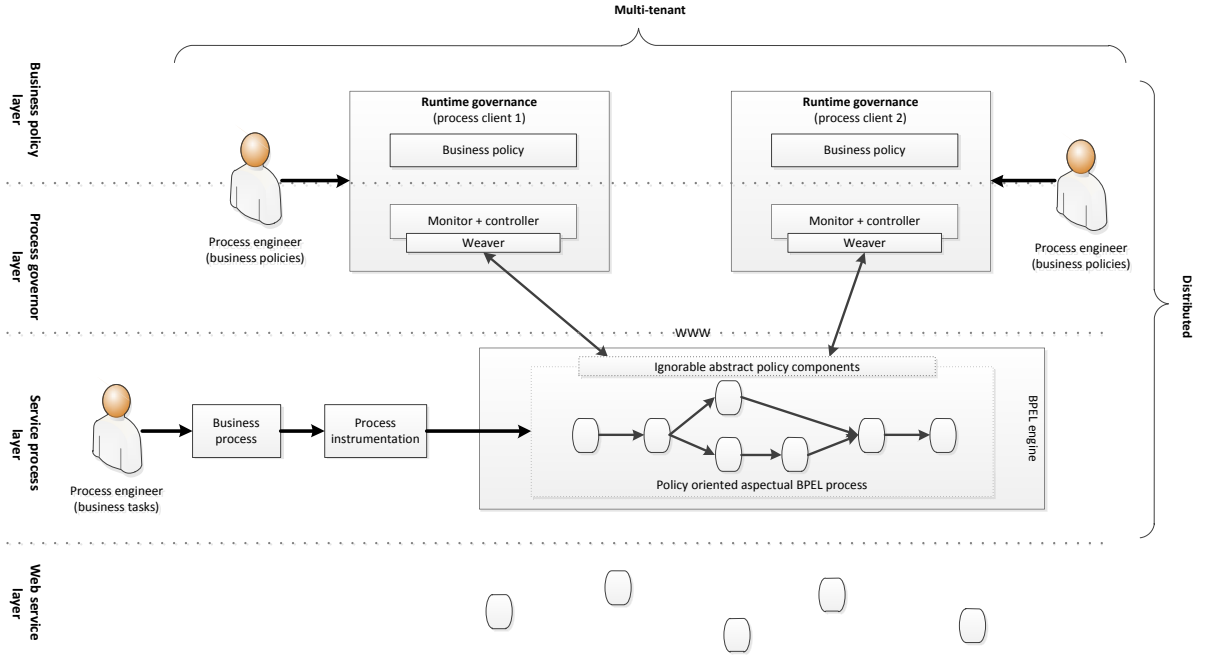 Multi-tenant
Business policy
layer
Runtime governance
(process client 1)
Business policy
Runtime governance
(process client 2)
Business policy
Process governor
layer
Monitor + controller
Weaver
Monitor + controller
Weaver
Process engineer
(business policies)
Process engineer
(business policies)
Distributed
WWW
Service process
layer
Ignorable abstract policy components
Business
process
Process
instrumentation
BPEL engine
Policy oriented aspectual BPEL process
Process engineer
(business tasks)
Web service
layer